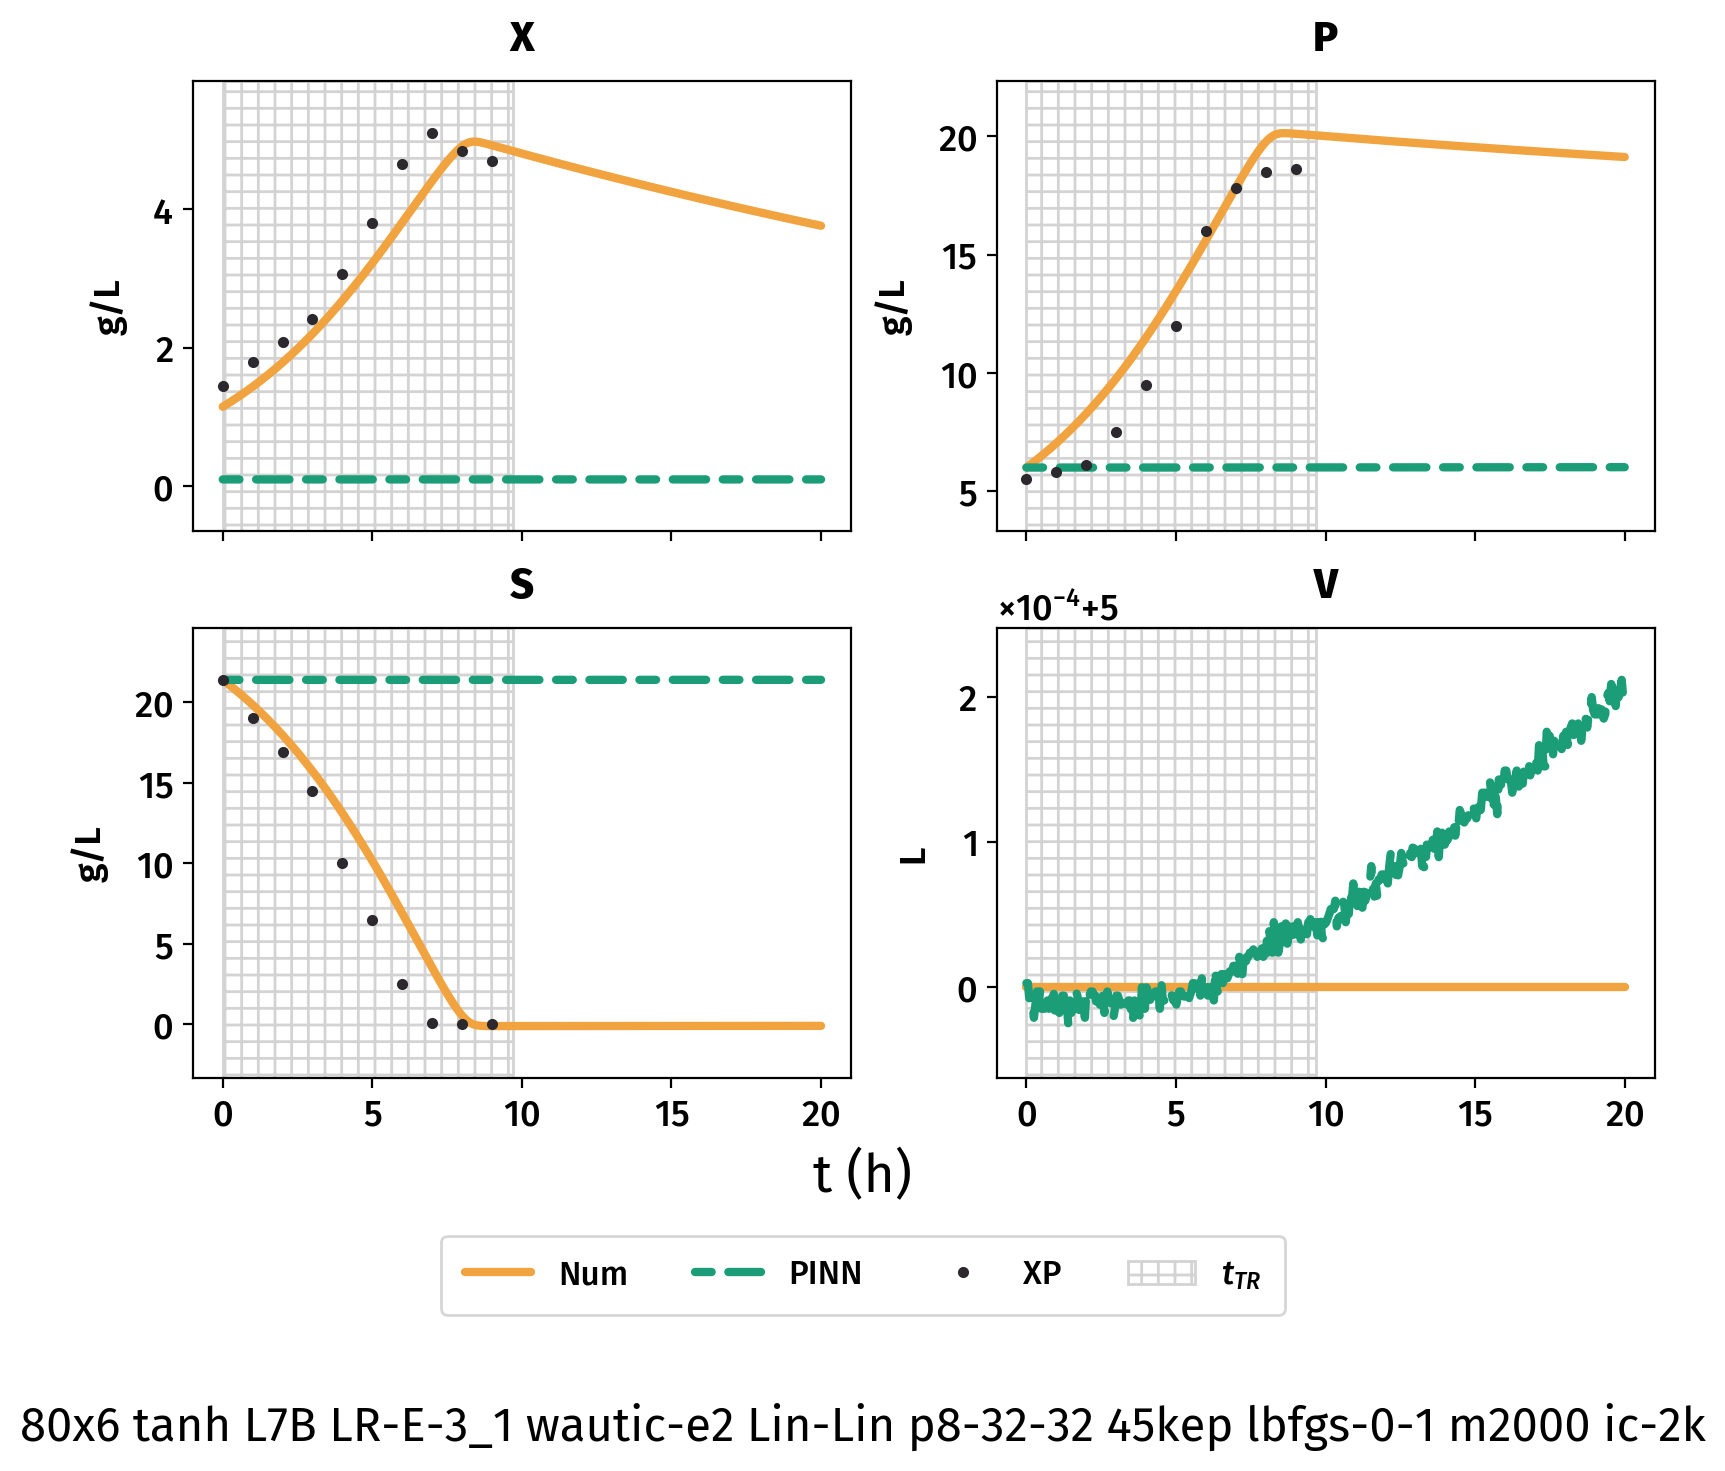 X
P
g/L
4
2
0
g/L
20
15
10
5
S
V
×10⁻⁴+5
g/L
20
15
10
5
0
L
2
1
0
0 5 10 15 20
0 5 10 15 20
t (h)
Num PINN XP t_TR
80x6 tanh L7B LR-E-3_1 wautic-e2 Lin-Lin p8-32-32 45kep lbfgs-0-1 m2000 ic-2k